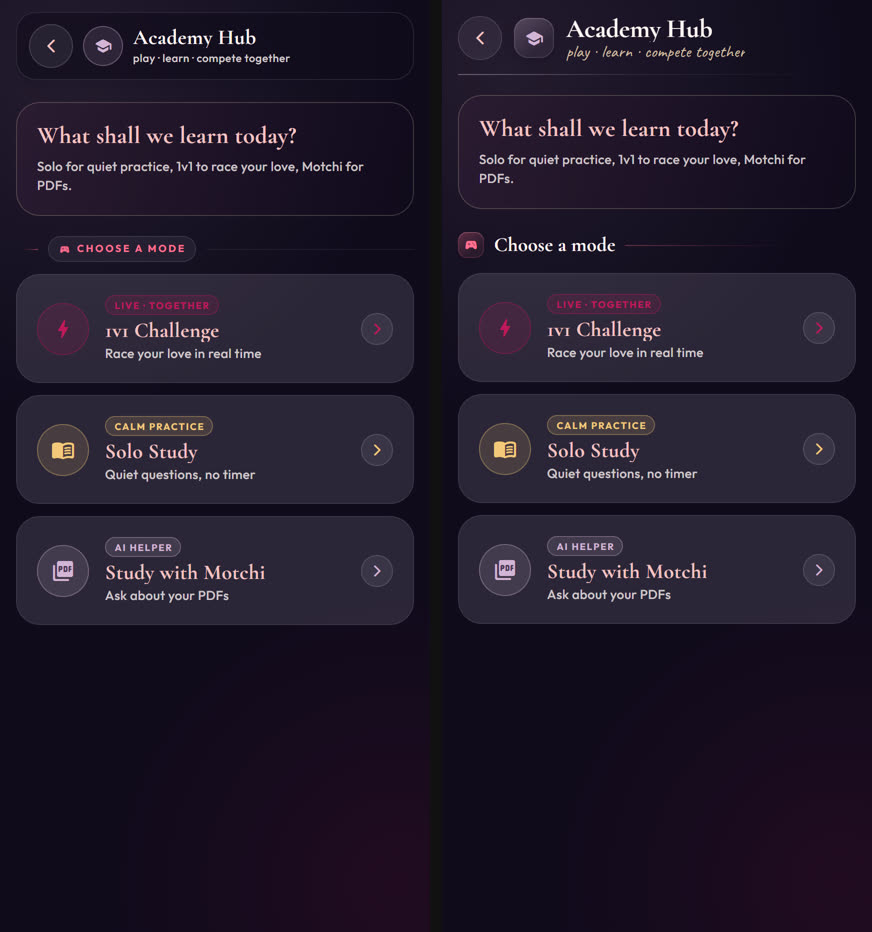 Academy Hub
play · learn · compete together
What shall we learn today?
Solo for quiet practice, 1v1 to race your love, Motchi for
PDFs.
CHOOSE A MODE
LIVE · TOGETHER
1v1 Challenge
Race your love in real time
CALM PRACTICE
Solo Study
Quiet questions, no timer
PDF
AI HELPER
Study with Motchi
Ask about your PDFs
Academy Hub
play · learn · compete together
What shall we learn today?
Solo for quiet practice, 1v1 to race your love, Motchi for
PDFs.
Choose a mode
LIVE · TOGETHER
1v1 Challenge
Race your love in real time
CALM PRACTICE
Solo Study
Quiet questions, no timer
PDF
AI HELPER
Study with Motchi
Ask about your PDFs